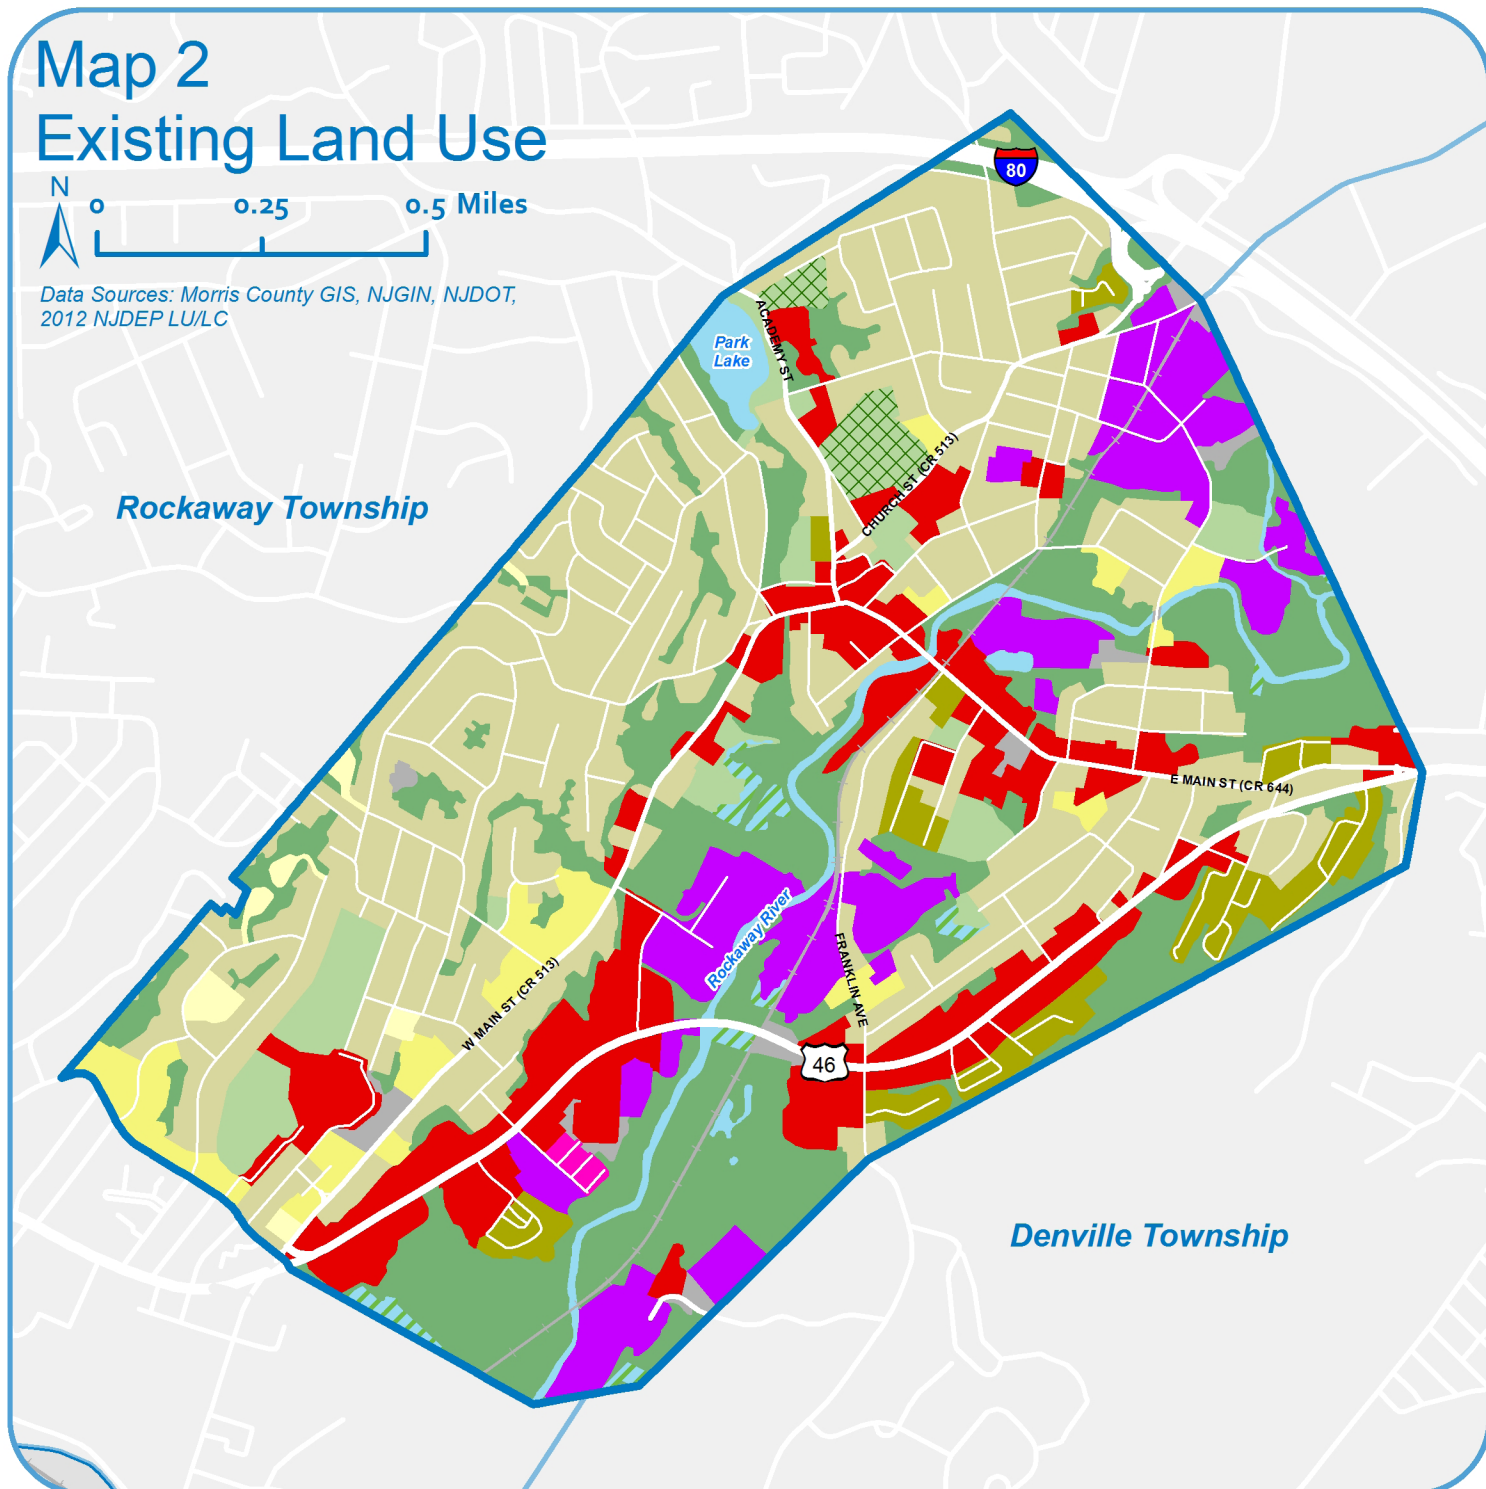 Map 2
Existing Land Use
N
0 0.25 0.5 Miles
Data Sources: Morris County GIS, NJGIN, NJDOT,
2012 NJDEP LU/LC
80
ACADEMY ST
Park
Lake
CHURCH ST (CR 513)
Rockaway Township
E MAIN ST (CR 644)
Rockaway River
FRANKLIN AVE
W MAIN ST (CR 513)
46
Denville Township